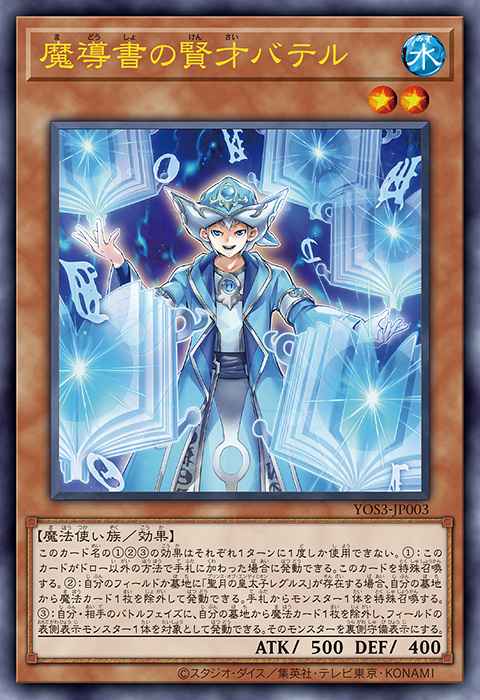 魔導書の賢才バテル
水
YOS3-JP003
【魔法使い族／効果】
このカード名の①②③の効果はそれぞれ1ターンに1度しか使用できない。①：この
カードがドロー以外の方法で手札に加わった場合に発動できる。このカードを特殊召喚
する。②：自分のフィールドか墓地に「聖月の皇太子レグルス」が存在する場合、自分の墓地
から魔法カード1枚を除外して発動できる。手札からモンスター1体を特殊召喚する。
③：自分・相手のバトルフェイズに、自分の墓地から魔法カード1枚を除外し、フィールドの
表側表示モンスター1体を対象として発動できる。そのモンスターを裏側守備表示にする。
ATK/ 500 DEF/ 400
©スタジオ・ダイス／集英社・テレビ東京・KONAMI